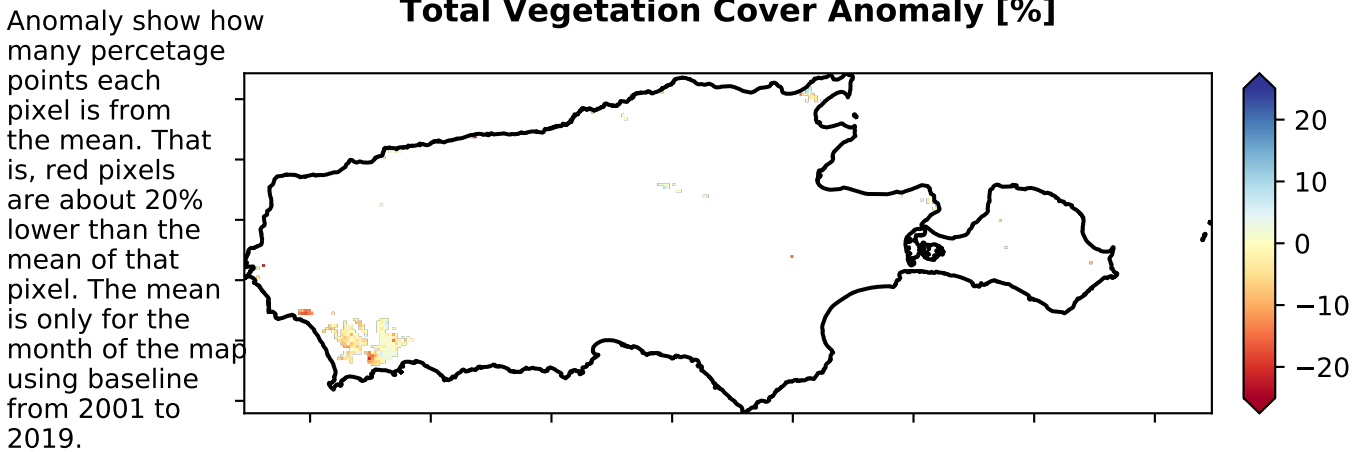 Total Vegetation Cover Anomaly [%]
Anomaly show how
many percetage
points each
pixel is from
the mean. That
is, red pixels
are about 20%
lower than the
mean of that
pixel. The mean
is only for the
month of the map
using baseline
from 2001 to
2019.
20
10
0
−10
−20